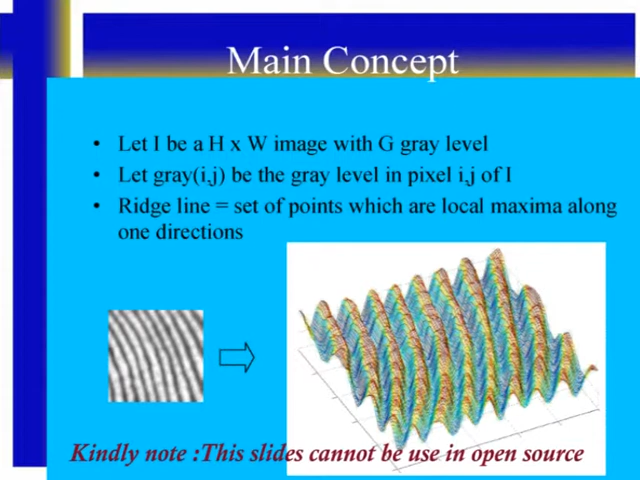 Main Concept
• Let I be a H x W image with G gray level
• Let gray(i,j) be the gray level in pixel i,j of I
• Ridge line = set of points which are local maxima along
one directions
Kindly note :This slides cannot be use in open source